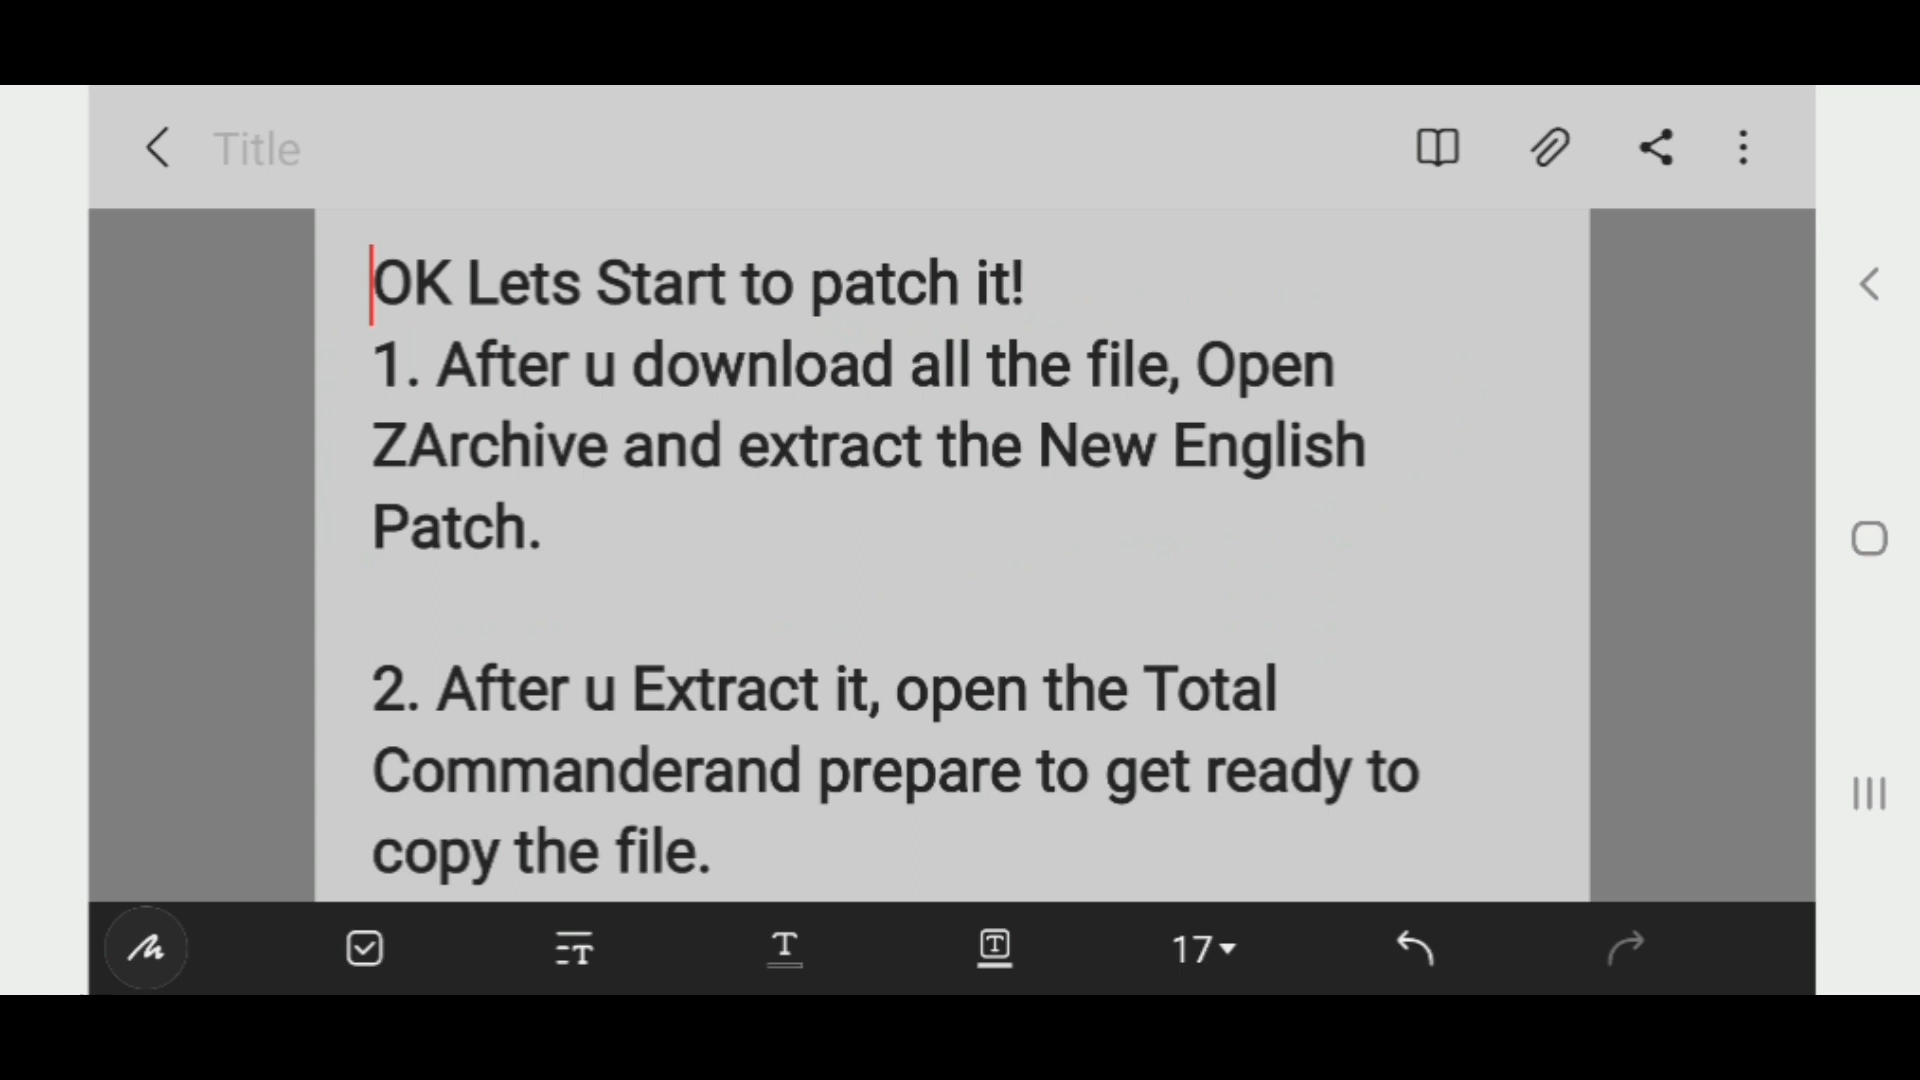 Title
OK Lets Start to patch it!
1. After u download all the file, Open
ZArchive and extract the New English
Patch.
2. After u Extract it, open the Total
Commanderand prepare to get ready to
copy the file.
17